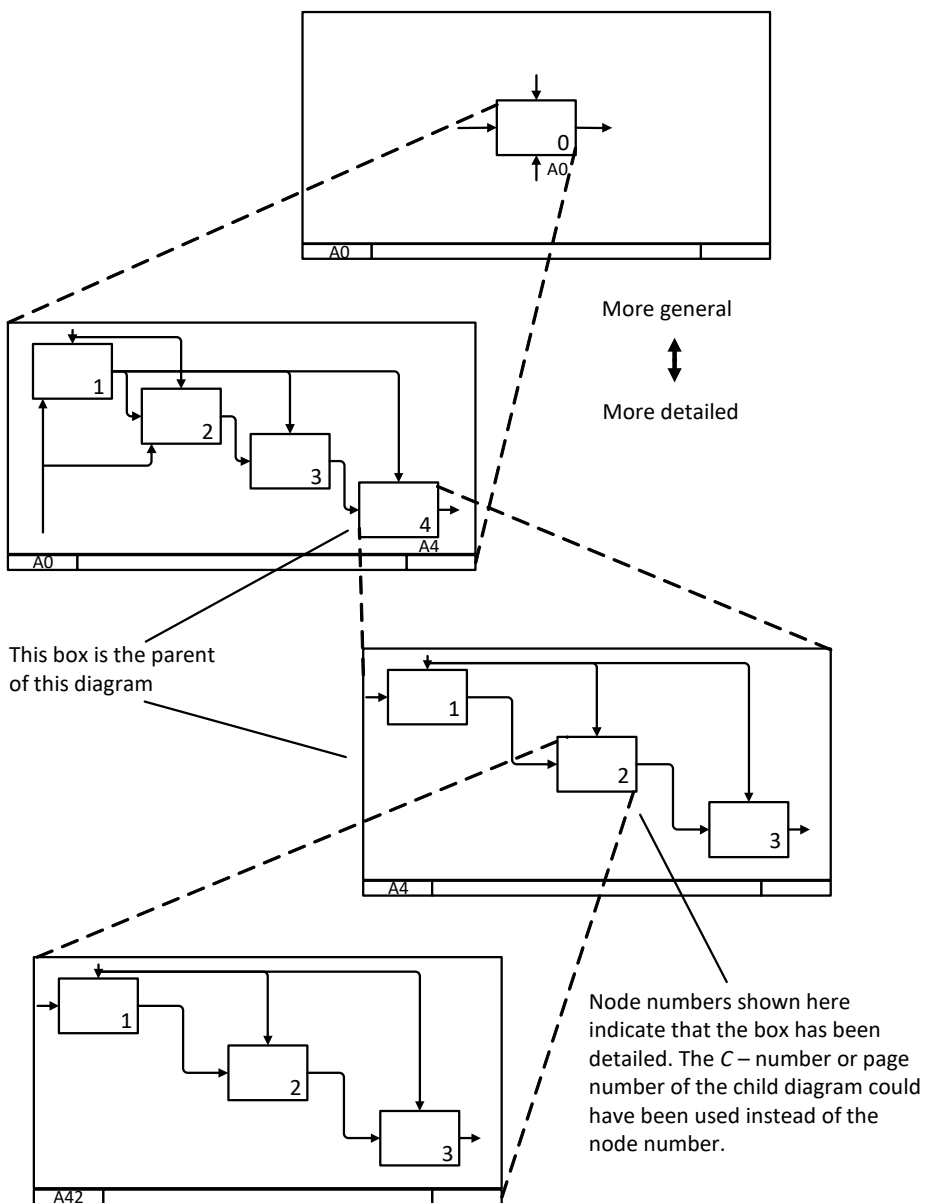 0
A0
A0
More general
More detailed
1
2
3
4
A4
A0
This box is the parent
of this diagram
1
2
3
A4
Node numbers shown here
indicate that the box has been
detailed. The C – number or page
number of the child diagram could
have been used instead of the
node number.
1
2
3
A42